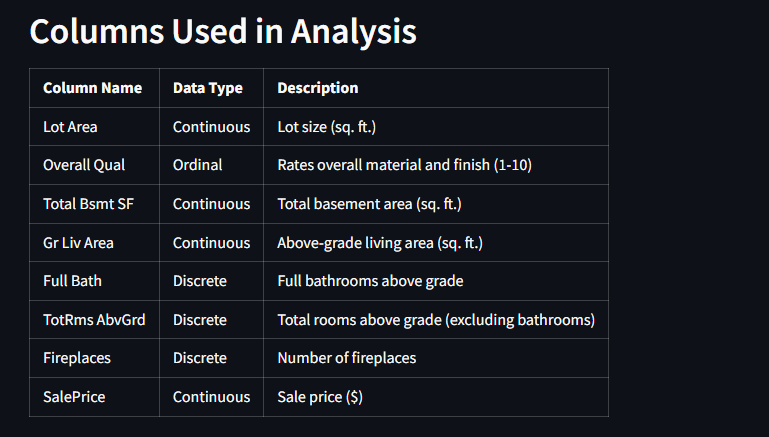 Columns Used in Analysis
Column Name Data Type Description
Lot Area Continuous Lot size (sq. ft.)
Overall Qual Ordinal Rates overall material and finish (1-10)
Total Bsmt SF Continuous Total basement area (sq. ft.)
Gr Liv Area Continuous Above-grade living area (sq. ft.)
Full Bath Discrete Full bathrooms above grade
TotRms AbvGrd Discrete Total rooms above grade (excluding bathrooms)
Fireplaces Discrete Number of fireplaces
SalePrice Continuous Sale price ($)